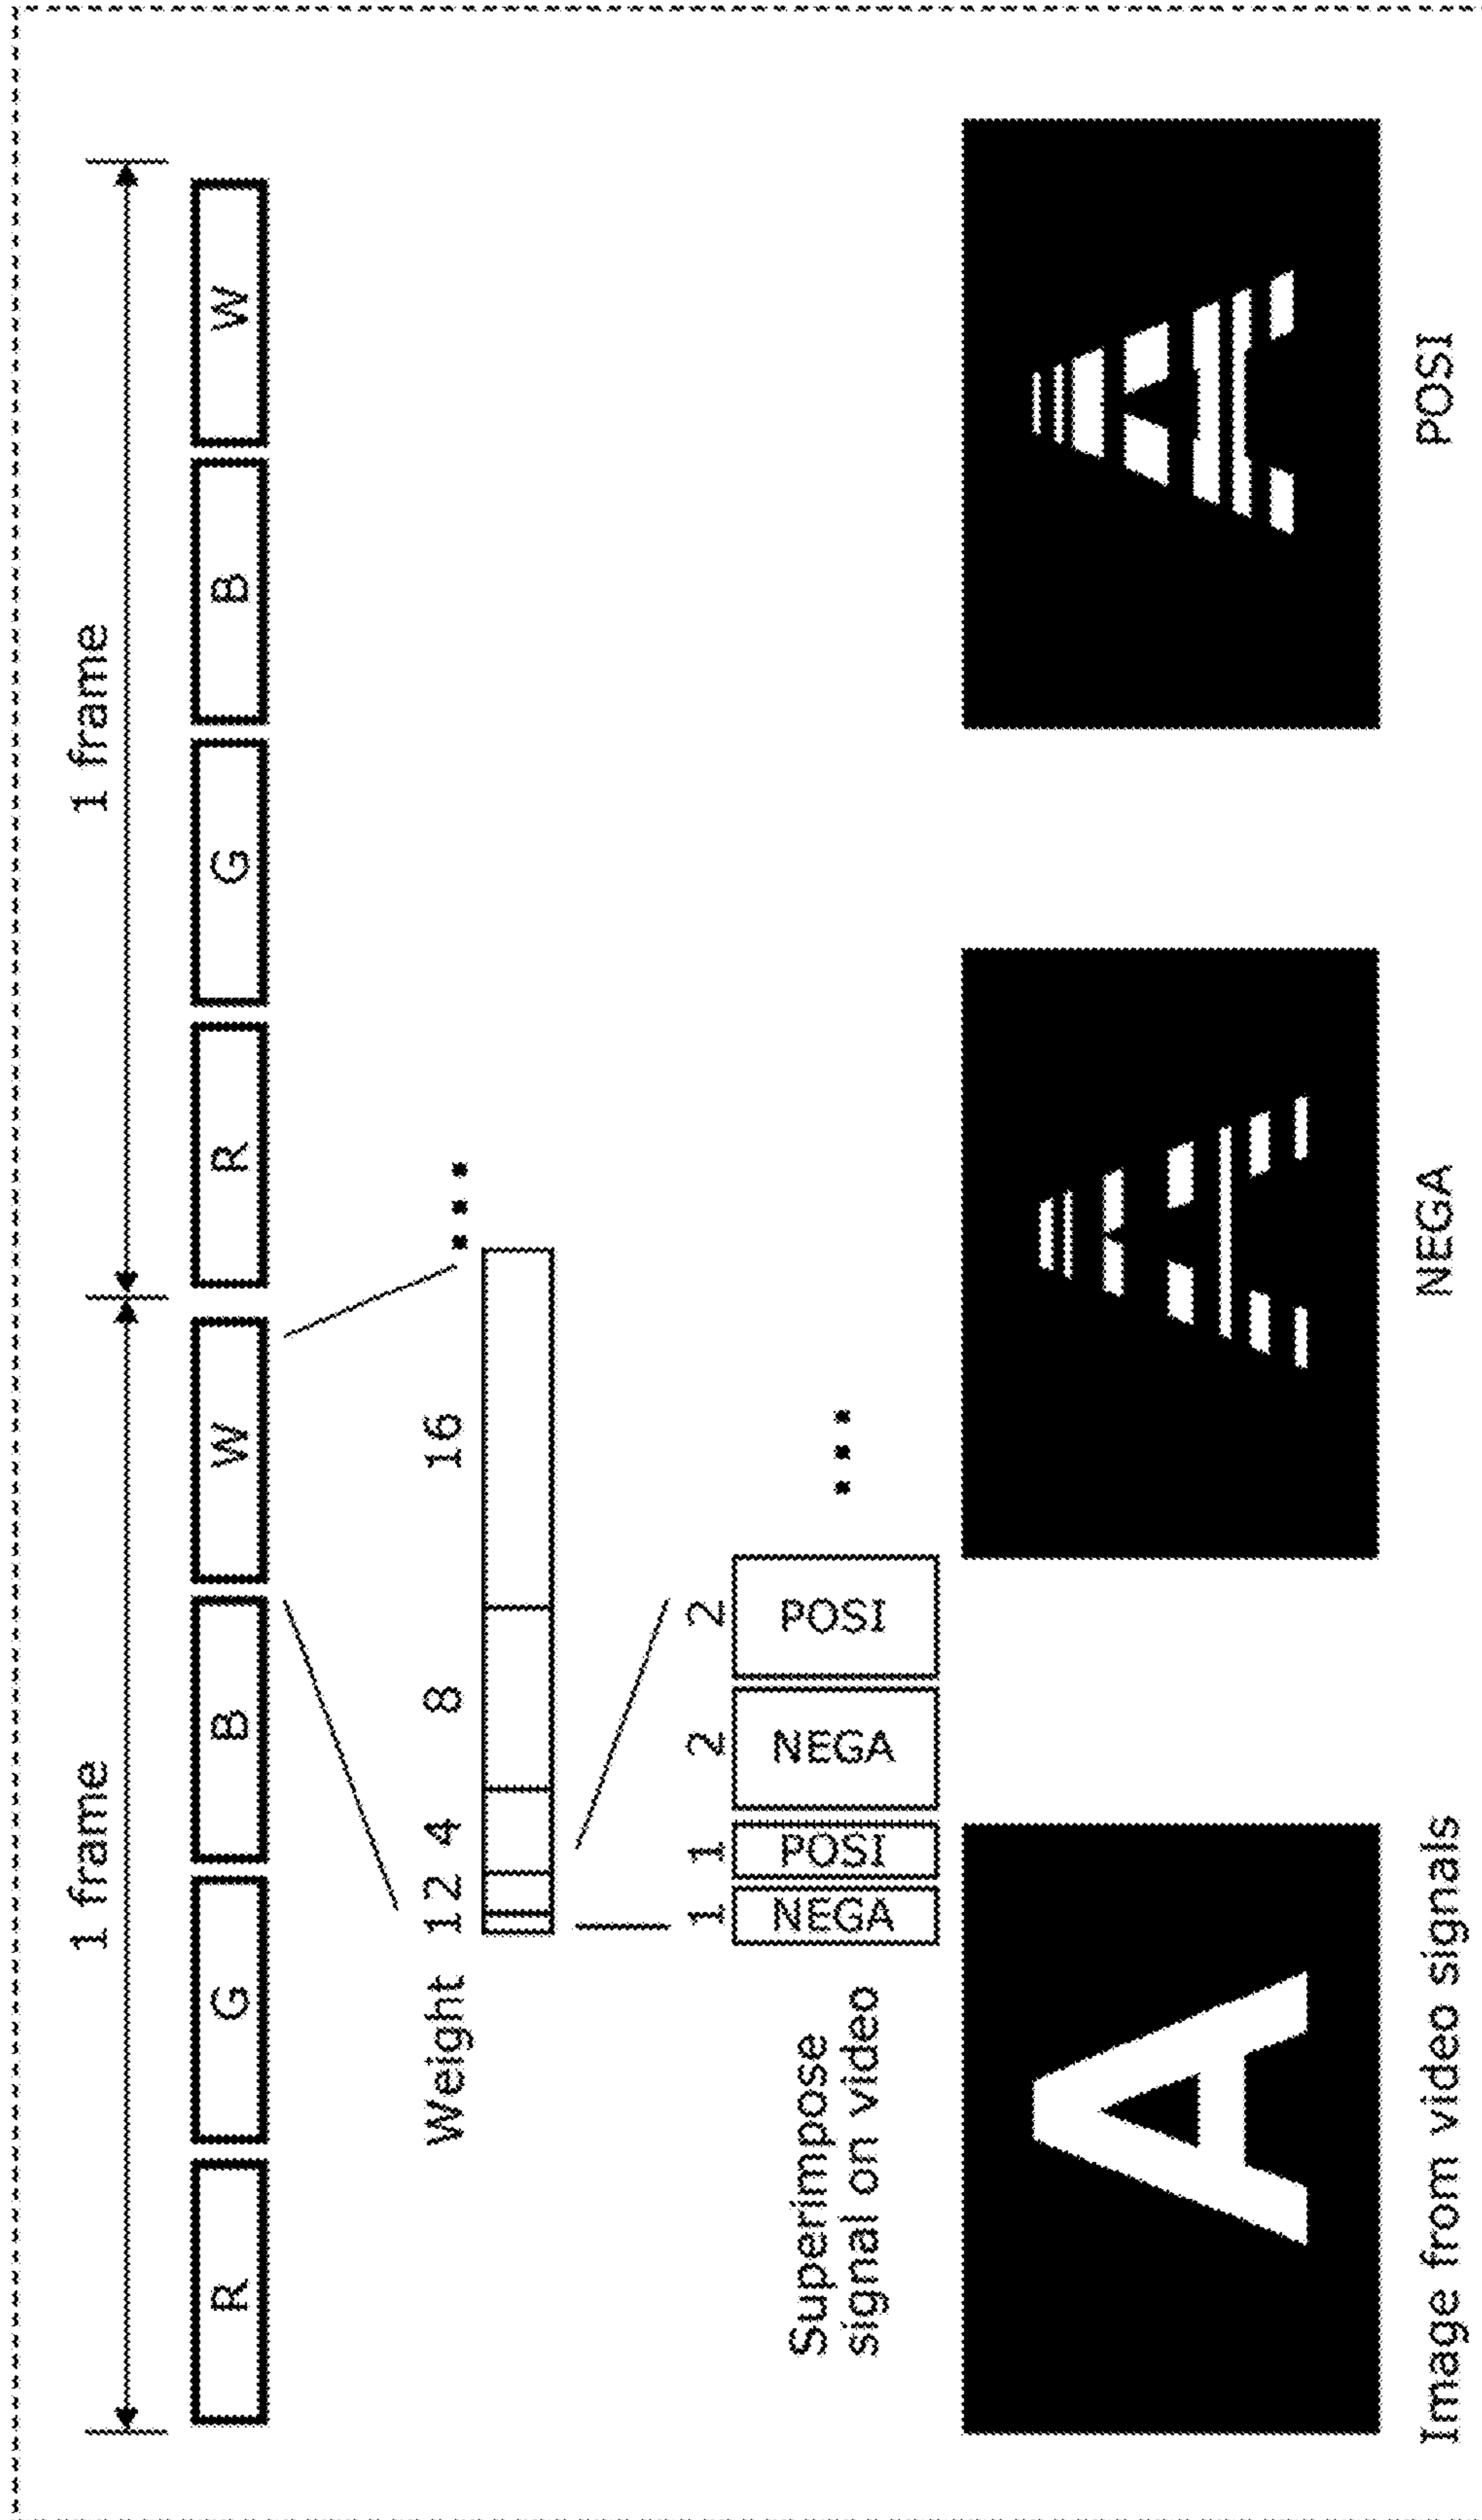 1 frame 1 frame
R G B W R G B W
Weight 1 2 4 8 16 ...
1 1 2 2
Superimpose
signal on video
NEGA POSI NEGA POSI ...
A A A
Image from video signals NEGA POSI